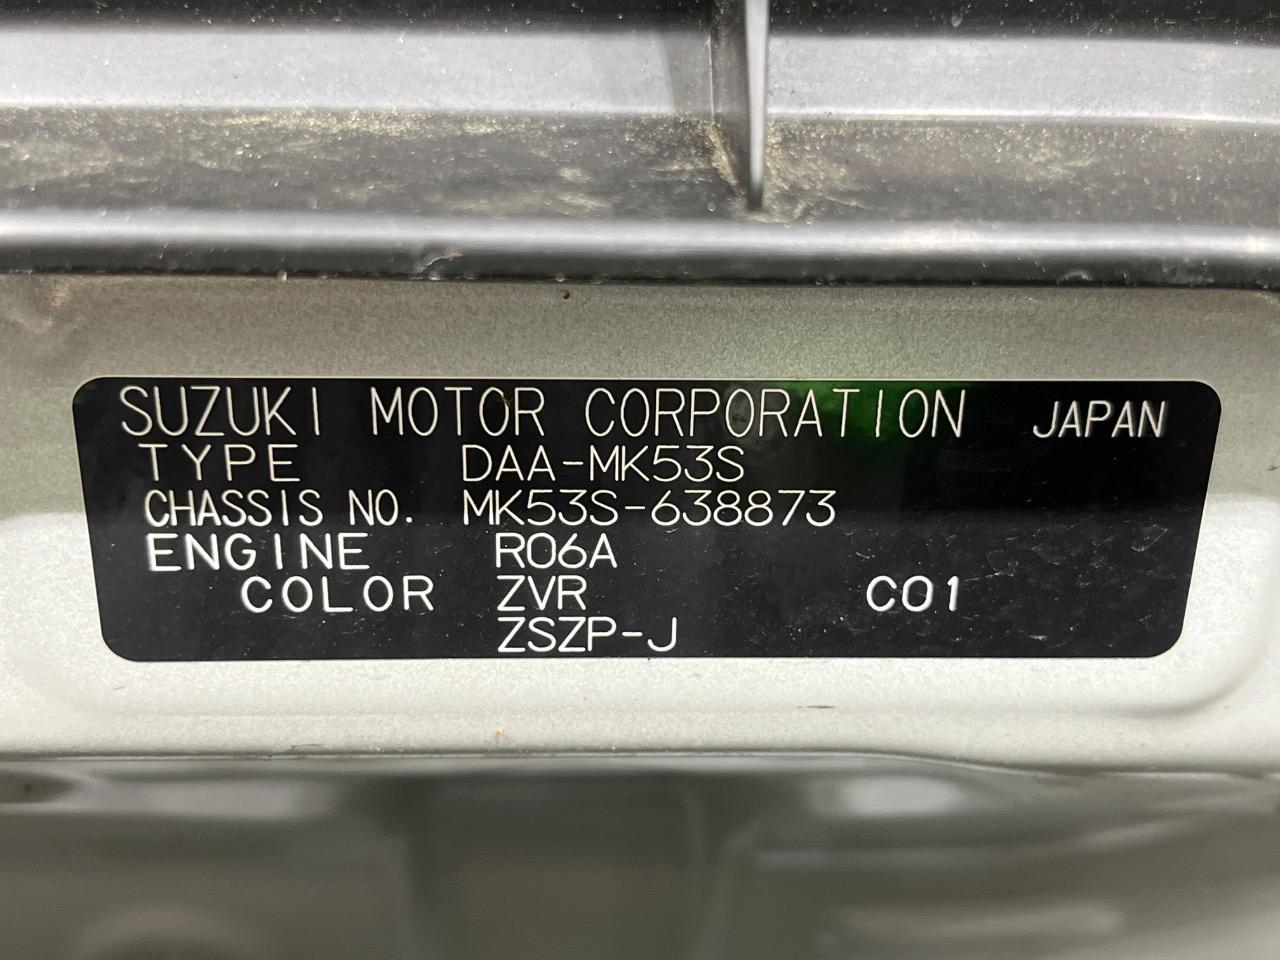 SUZUKI MOTOR CORPORATION JAPAN
TYPE DAA-MK53S
CHASSIS NO. MK53S-638873
ENGINE R06A
COLOR ZVR C01
ZSZP-J